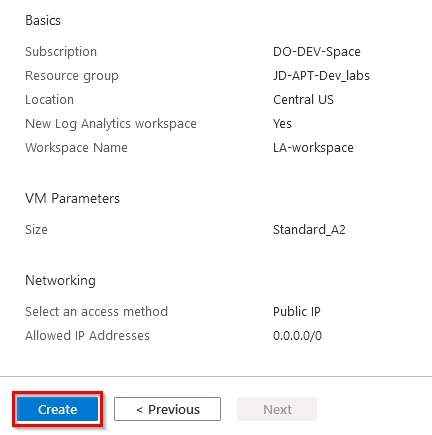 Basics
Subscription DO-DEV-Space
Resource group JD-APT-Dev_labs
Location Central US
New Log Analytics workspace Yes
Workspace Name LA-workspace
VM Parameters
Size Standard_A2
Networking
Select an access method Public IP
Allowed IP Addresses 0.0.0.0/0
Create < Previous Next